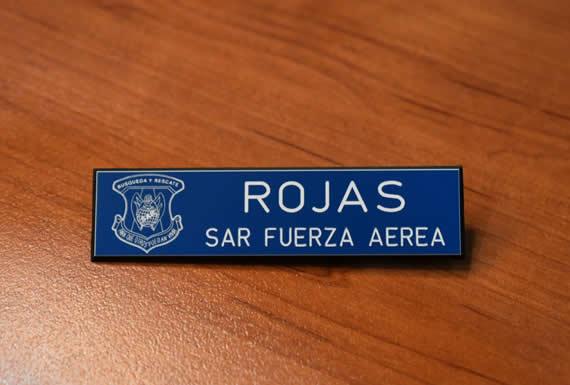 BUSQUEDA Y RESCATE
ROJAS
SAR FUERZA AEREA